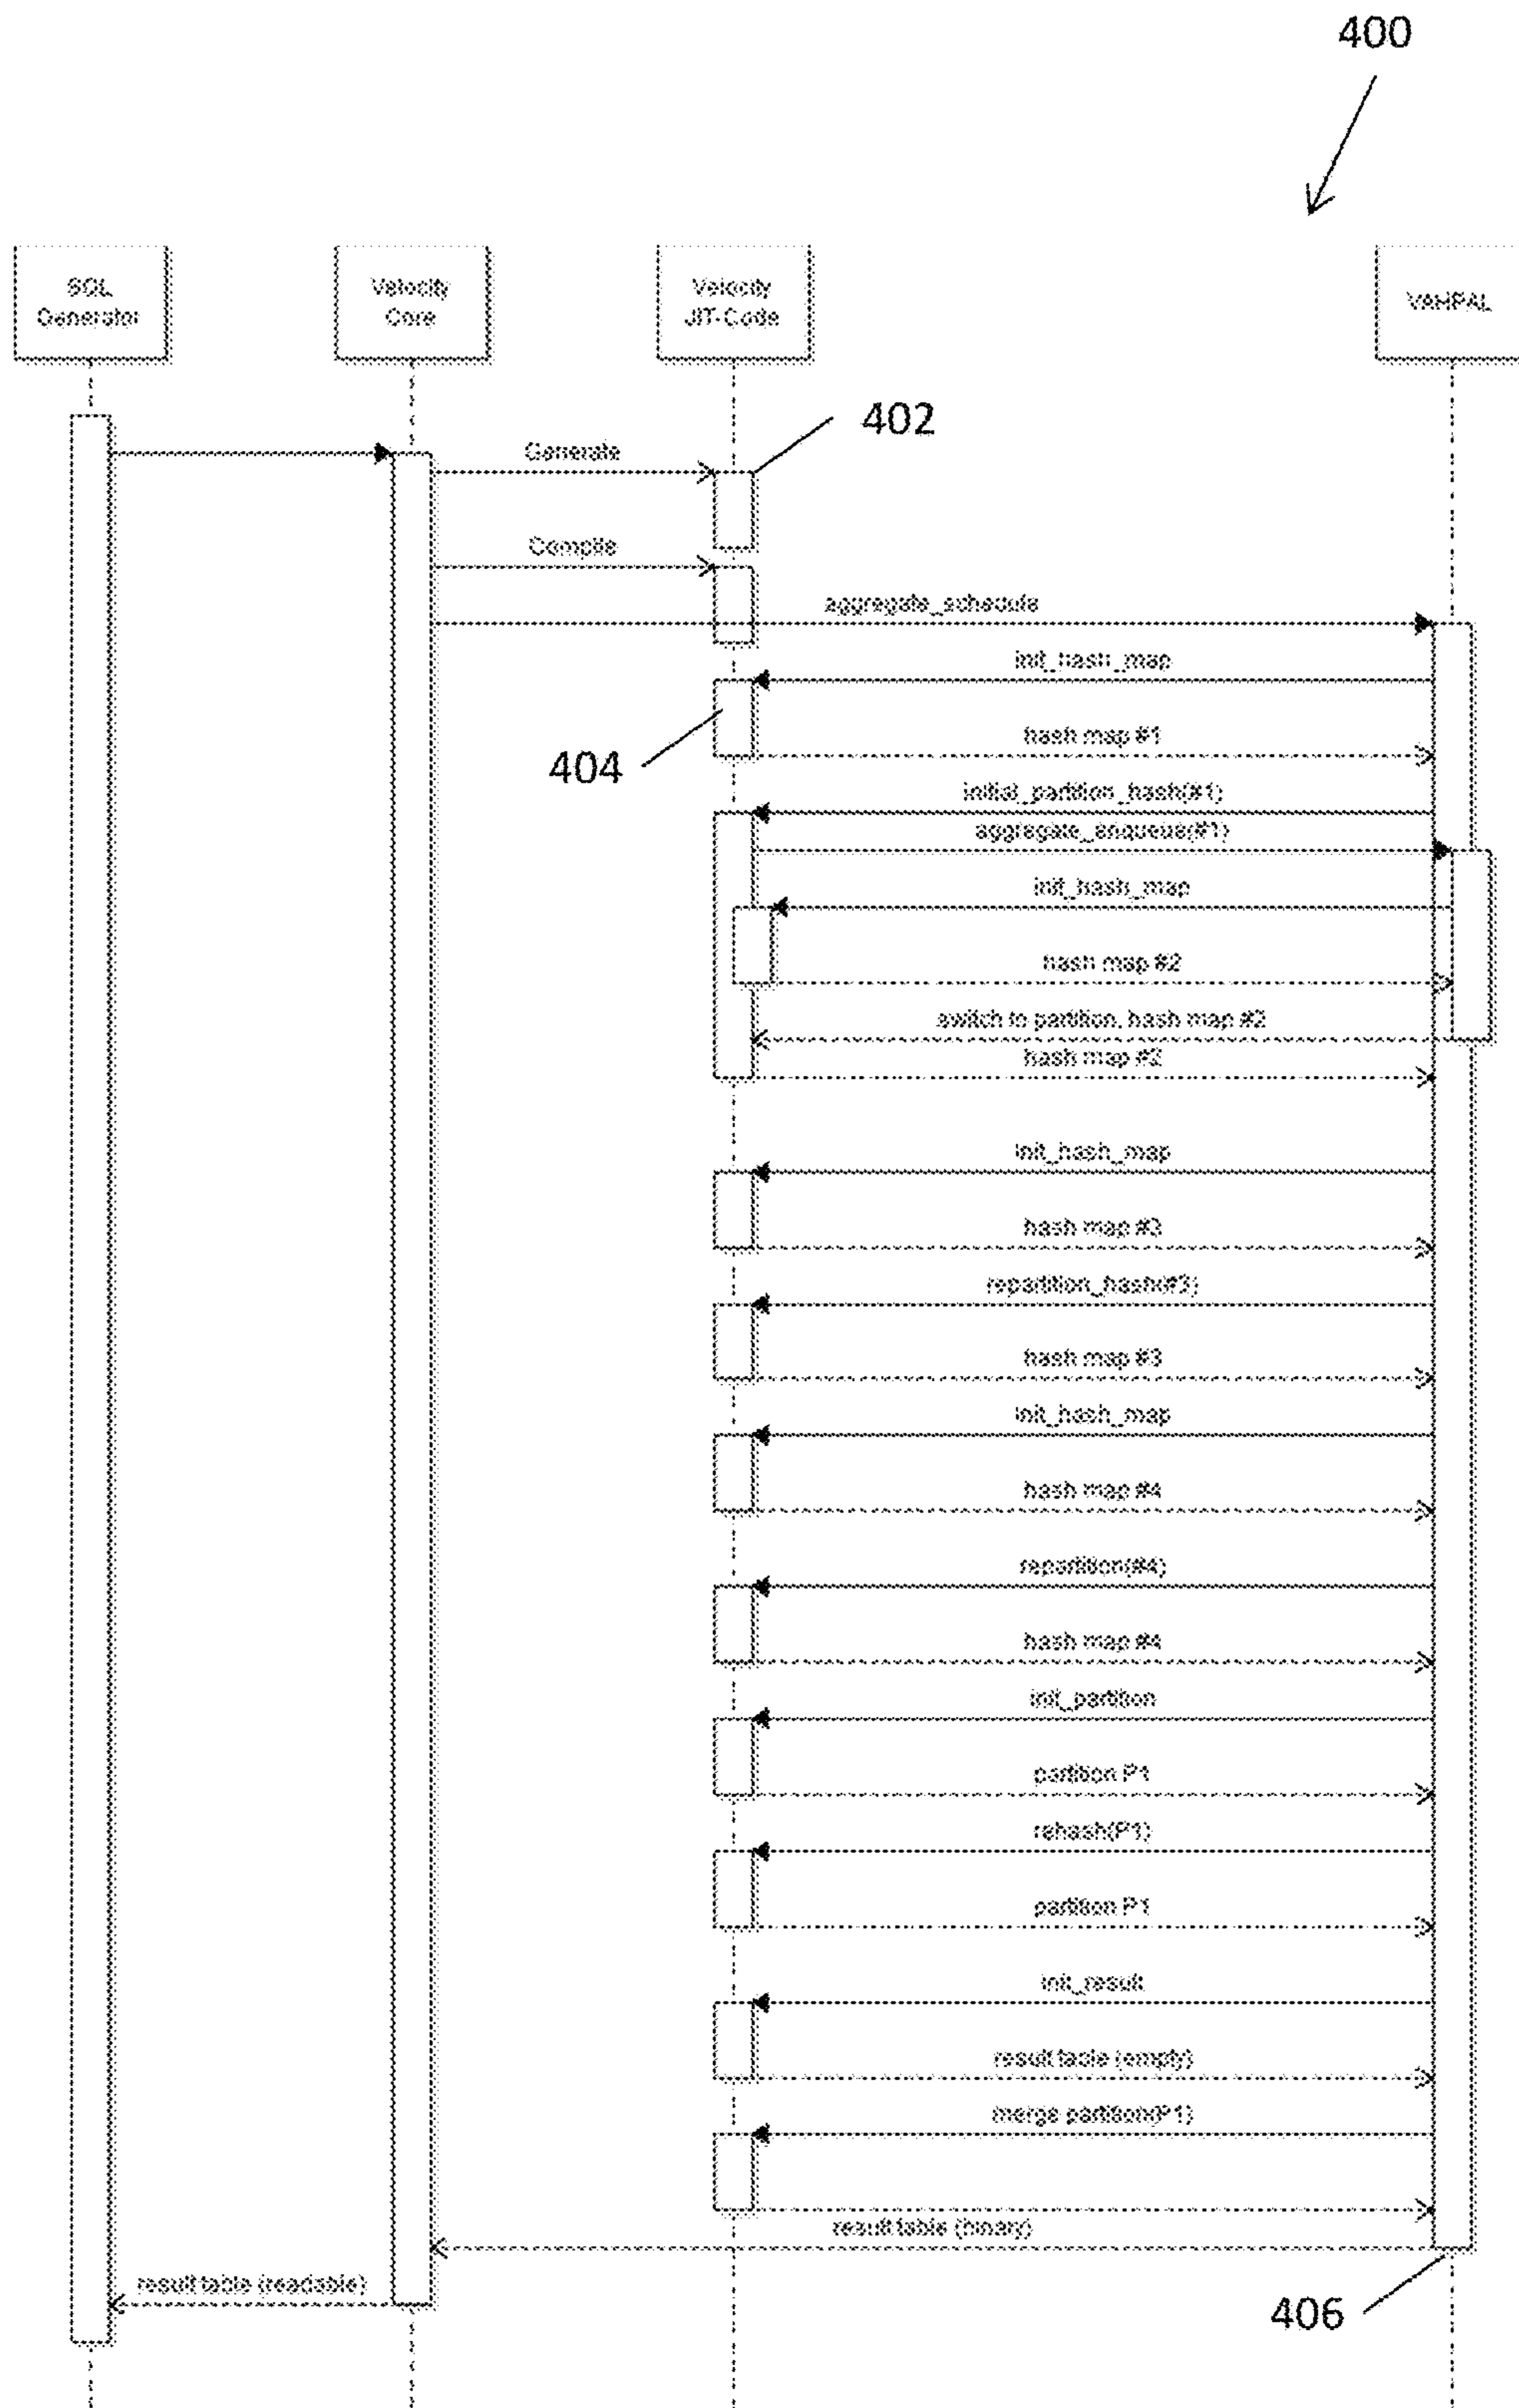 400
SQL
Generator
Velocity
Core
Velocity
JIT-Code
VAHPAL
402
Generate
Compile
aggregate_schedule
init_hash_map
404
hash map #1
initial_partition_hash(#1)
aggregate_enqueue(#1)
init_hash_map
hash map #2
switch to partition, hash map #2
hash map #2
init_hash_map
hash map #3
repartition_hash(#3)
hash map #3
init_hash_map
hash map #4
repartition(#4)
hash map #4
init_partition
partition P1
rehash(P1)
partition P1
init_result
result table (empty)
merge partition(P1)
result table (binary)
result table (readable)
406